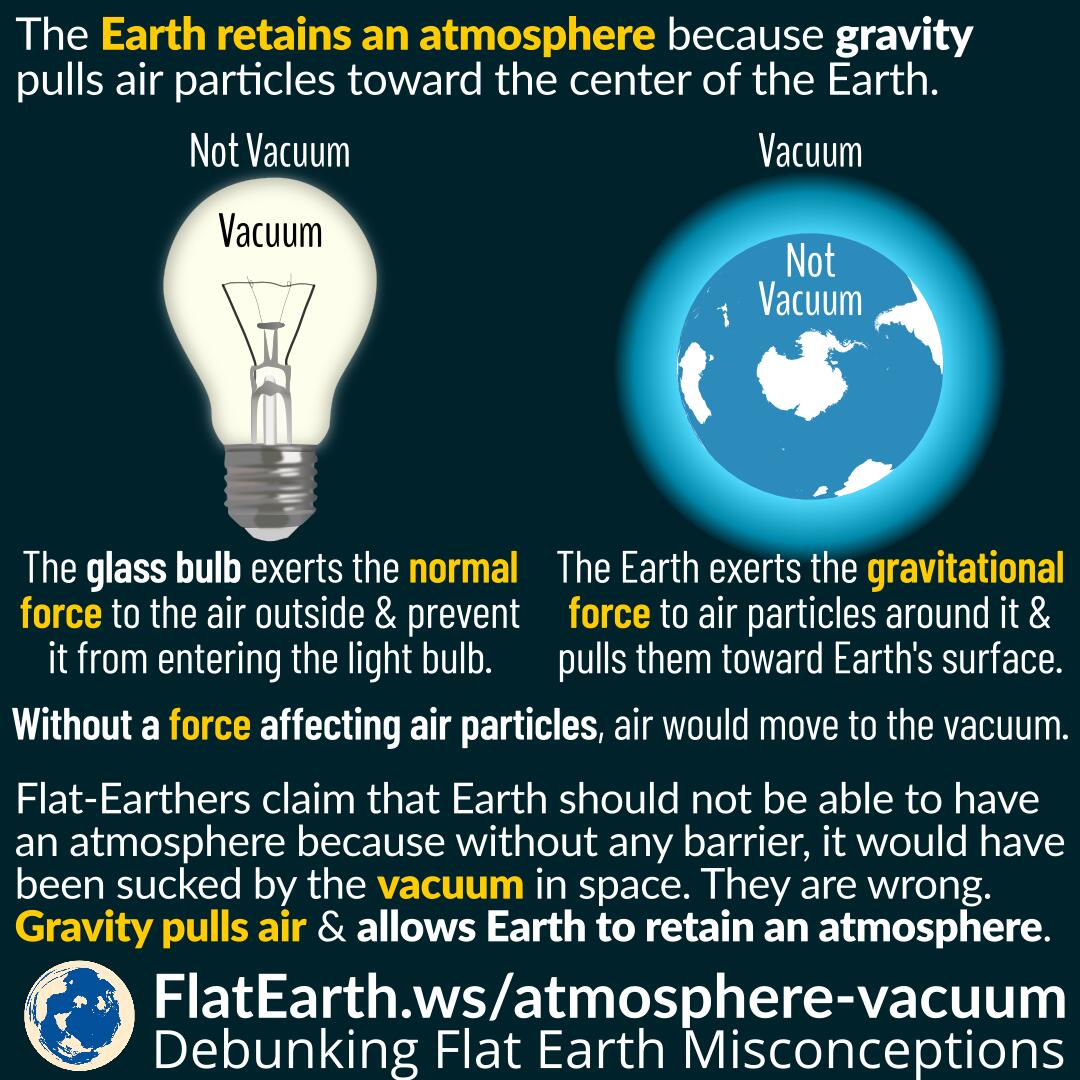 The Earth retains an atmosphere because gravity
pulls air particles toward the center of the Earth.
Not Vacuum
Vacuum
Vacuum
Not
Vacuum
The glass bulb exerts the normal
force to the air outside & prevent
it from entering the light bulb.
The Earth exerts the gravitational
force to air particles around it &
pulls them toward Earth's surface.
Without a force affecting air particles, air would move to the vacuum.
Flat-Earthers claim that Earth should not be able to have
an atmosphere because without any barrier, it would have
been sucked by the vacuum in space. They are wrong.
Gravity pulls air & allows Earth to retain an atmosphere.
FlatEarth.ws/atmosphere-vacuum
Debunking Flat Earth Misconceptions